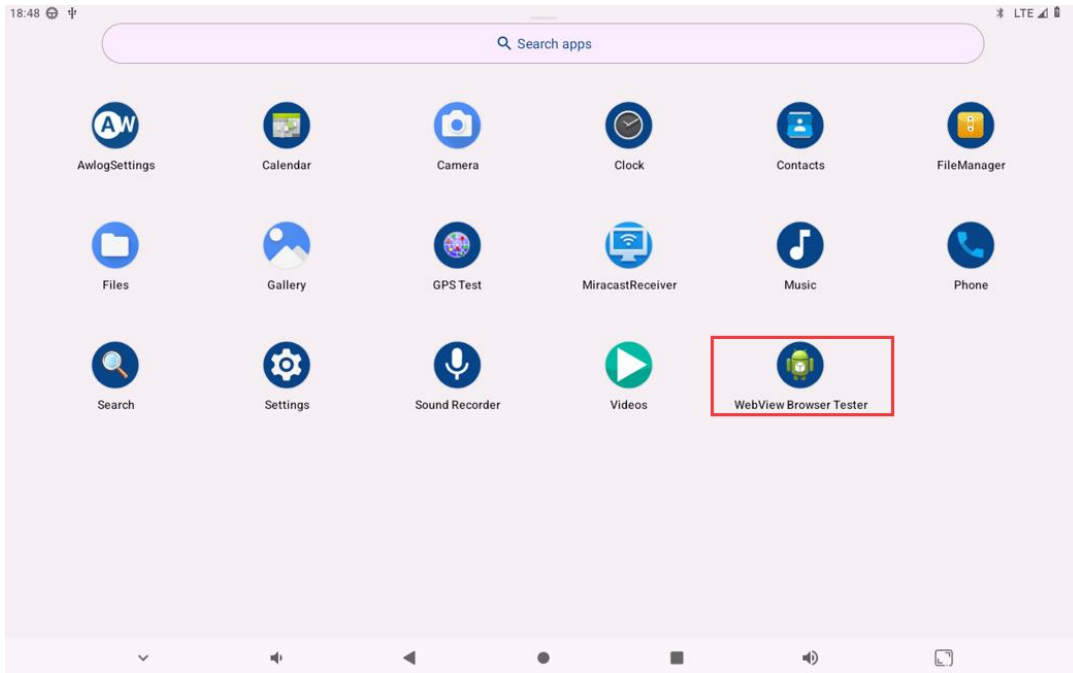 18:48
LTE
Search apps
AW
AwlogSettings
Calendar
Camera
Clock
Contacts
FileManager
Files
Gallery
GPS Test
MiracastReceiver
Music
Phone
Search
Settings
Sound Recorder
Videos
WebView Browser Tester